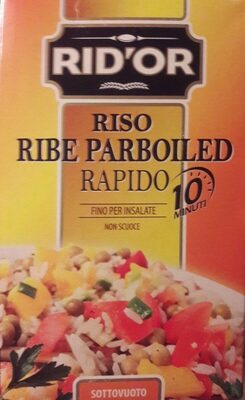 RID'OR
RISO
RIBE PARBOILED
RAPIDO
10
MINUTI
FINO PER INSALATE
NON SCUOCE
SOTTOVUOTO